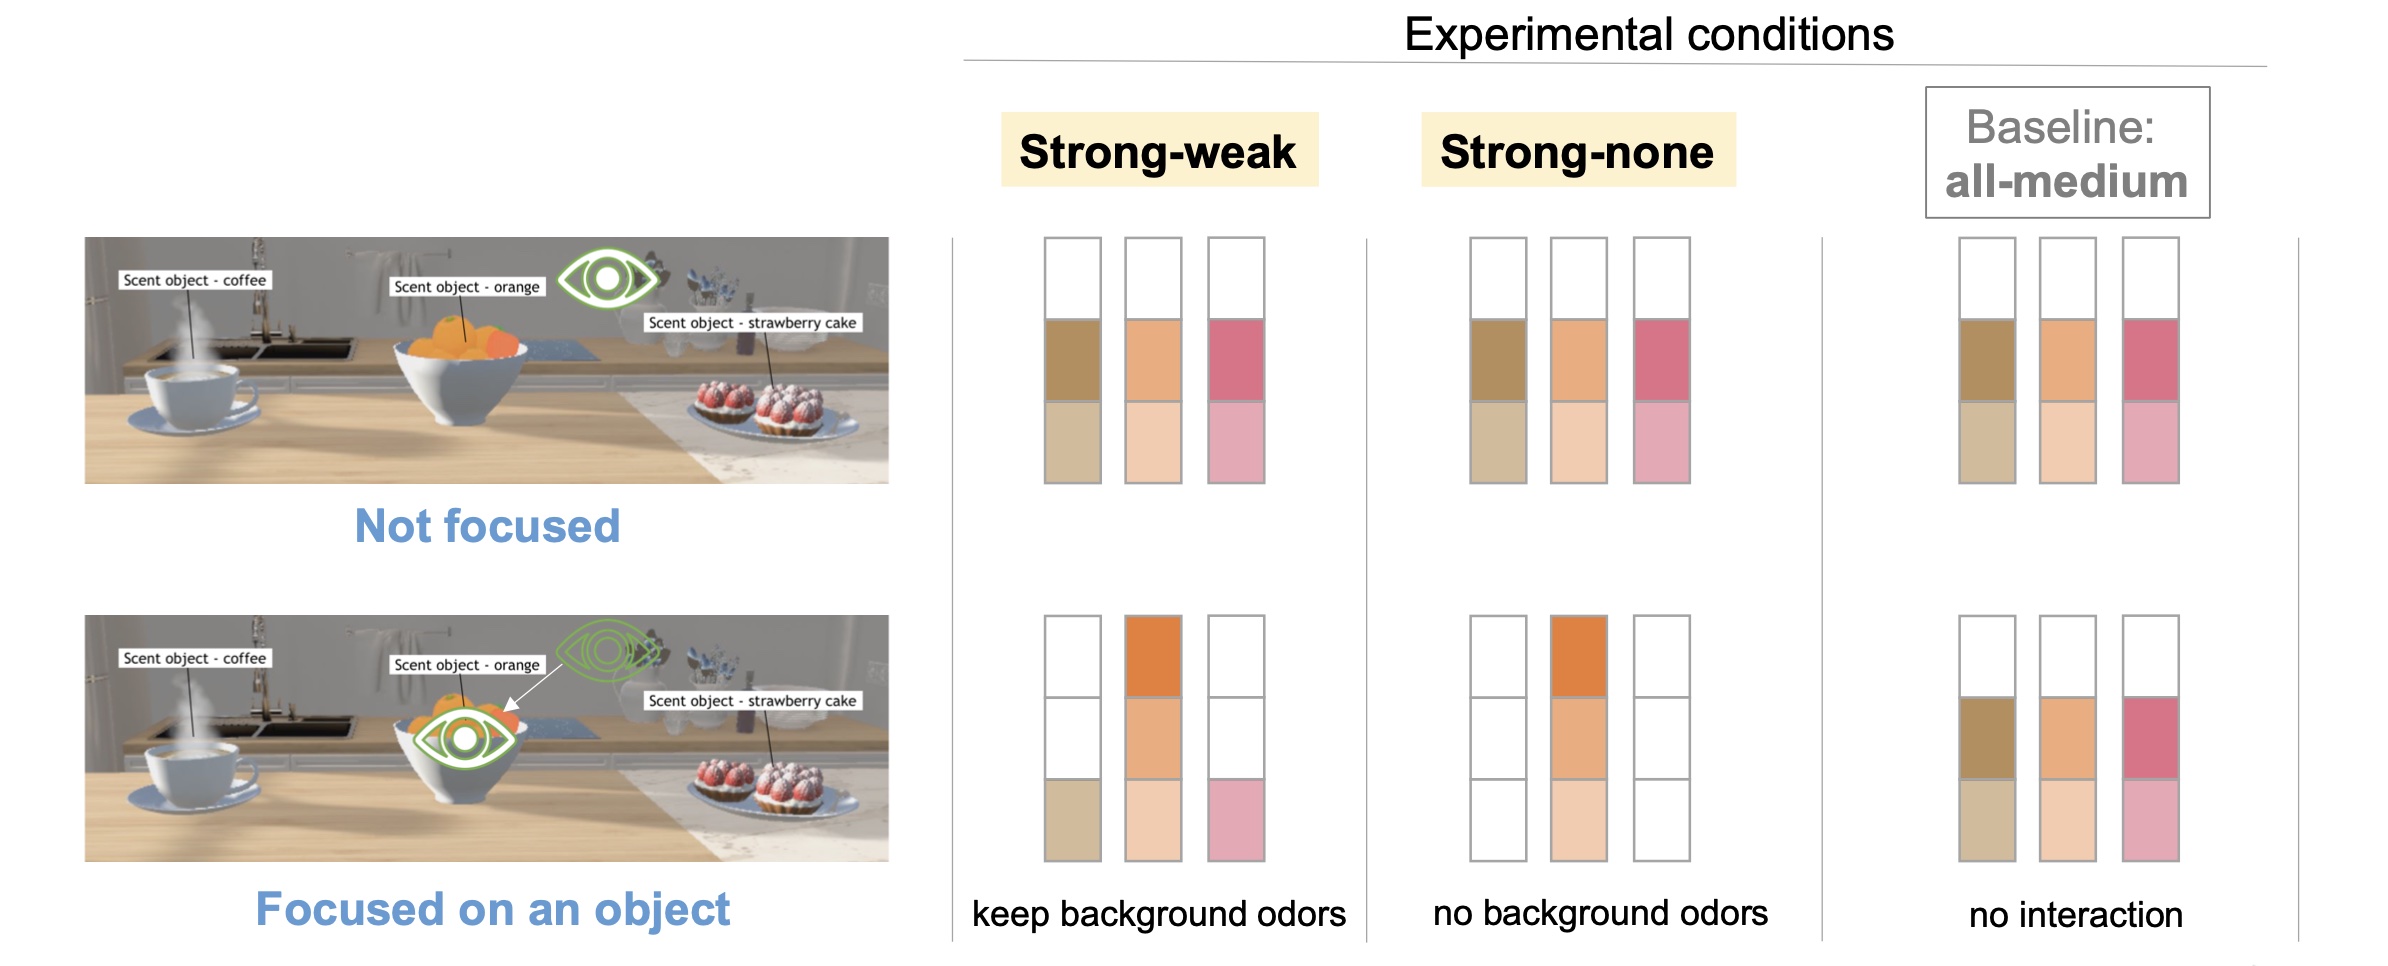 Experimental conditions
Strong-weak
Strong-none
Baseline:
all-medium
Scent object - coffee
Scent object - orange
Scent object - strawberry cake
Not focused
Scent object - coffee
Scent object - orange
Scent object - strawberry cake
Focused on an object
keep background odors
no background odors
no interaction